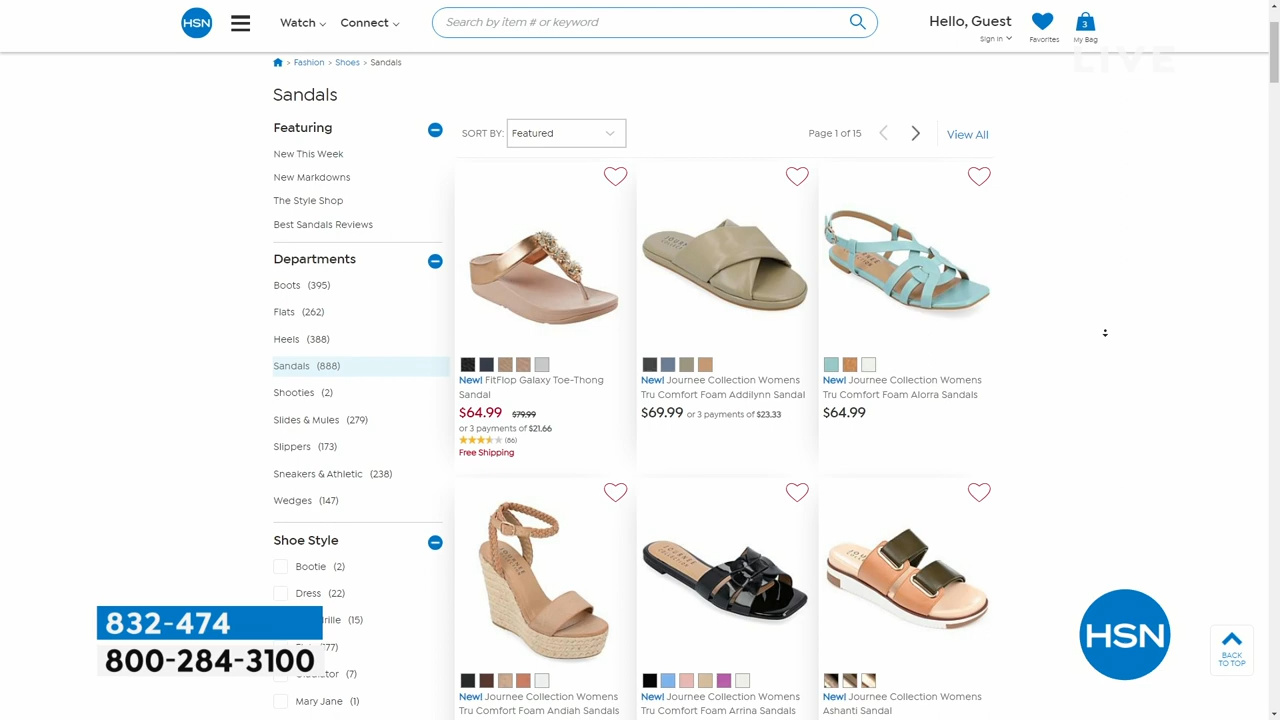 HSN
Watch
Connect
Search by item # or keyword
Hello, Guest
Sign In
Favorites
3
My Bag
LIVE
> Fashion > Shoes > Sandals
Sandals
Featuring
New This Week
New Markdowns
The Style Shop
Best Sandals Reviews
Departments
Boots (395)
Flats (262)
Heels (388)
Sandals (888)
Shooties (2)
Slides & Mules (279)
Slippers (173)
Sneakers & Athletic (238)
Wedges (147)
Shoe Style
Bootie (2)
Dress (22)
(15)
Mary Jane (1)
SORT BY: Featured
Page 1 of 15
View All
New! FitFlop Galaxy Toe-Thong
Sandal
$64.99 $79.99
or 3 payments of $21.66
(86)
Free Shipping
New! Journee Collection Womens
Tru Comfort Foam Addilynn Sandal
$69.99 or 3 payments of $23.33
New! Journee Collection Womens
Tru Comfort Foam Alorra Sandals
$64.99
New! Journee Collection Womens
Tru Comfort Foam Andiah Sandals
New! Journee Collection Womens
Tru Comfort Foam Arrina Sandals
New! Journee Collection Womens
Ashanti Sandal
832-474
800-284-3100
HSN
BACK
TO TOP